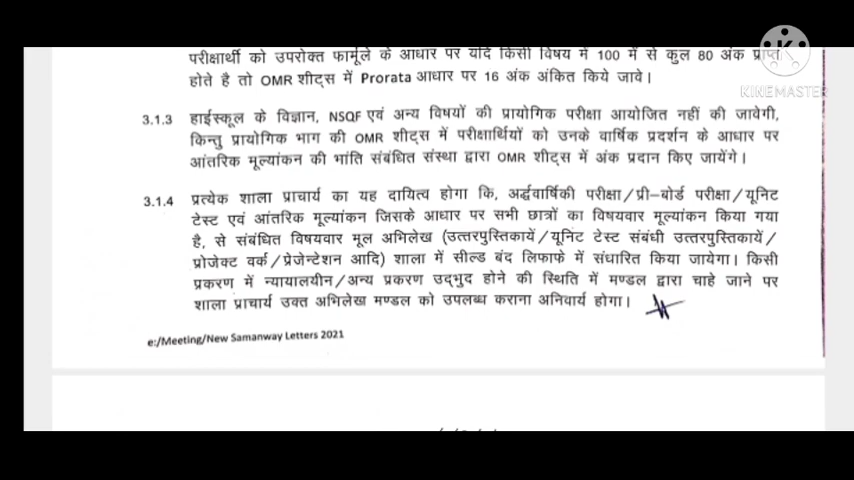 परीक्षार्थी को उपरोक्त फार्मूले के आधार पर यदि किसी विषय में 100 में से कुल 80 अंक प्राप्त
होते है तो OMR शीट्स में Prorata आधार पर 16 अंक अंकित किये जावे।
KINEMASTER
3.1.3 हाईस्कूल के विज्ञान, NSQF एवं अन्य विषयों की प्रायोगिक परीक्षा आयोजित नहीं की जावेगी,
किन्तु प्रायोगिक भाग की OMR शीट्स में परीक्षार्थियों को उनके वार्षिक प्रदर्शन के आधार पर
आंतरिक मूल्यांकन की भांति संबंधित संस्था द्वारा OMR शीट्स में अंक प्रदान किए जायेंगे।
3.1.4 प्रत्येक शाला प्राचार्य का यह दायित्व होगा कि, अर्द्धवार्षिकी परीक्षा/प्री-बोर्ड परीक्षा/यूनिट
टेस्ट एवं आंतरिक मूल्यांकन जिसके आधार पर सभी छात्रों का विषयवार मूल्यांकन किया गया
है, से संबंधित विषयवार मूल अभिलेख (उत्तरपुस्तिकायें/यूनिट टेस्ट संबंधी उत्तरपुस्तिकायें/
प्रोजेक्ट वर्क/प्रेजेन्टेशन आदि) शाला में सील्ड बंद लिफाफे में संधारित किया जायेगा। किसी
प्रकरण में न्यायालयीन/अन्य प्रकरण उद्भुद होने की स्थिति में मण्डल द्वारा चाहे जाने पर
शाला प्राचार्य उक्त अभिलेख मण्डल को उपलब्ध कराना अनिवार्य होगा।
e:/Meeting/New Samanway Letters 2021